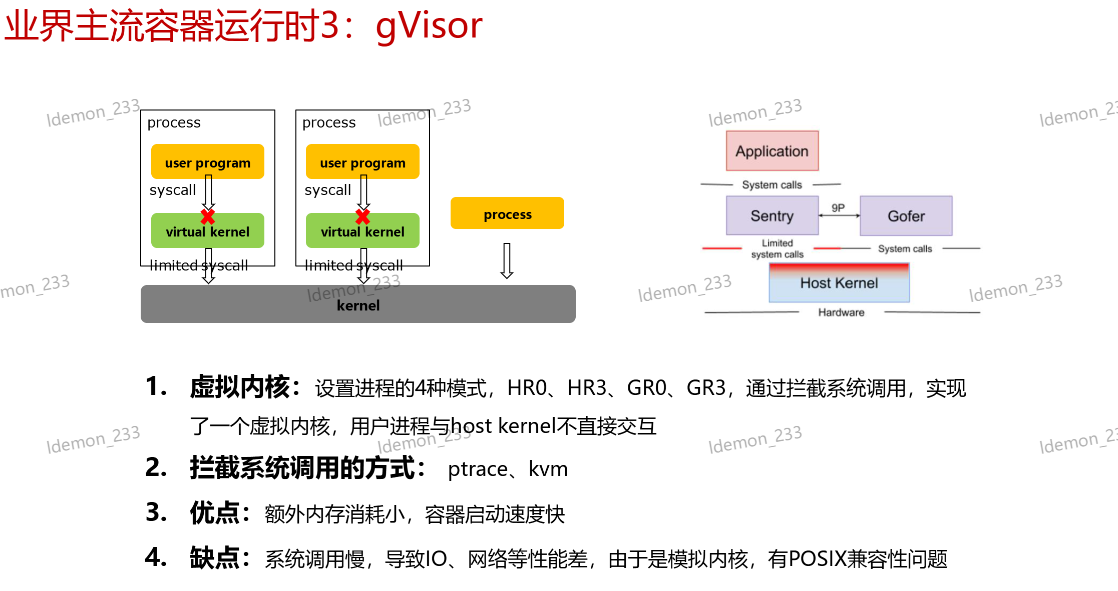 业界主流容器运行时3：gVisor
ldemon_233
ldemon_233
ldemon_233
process
user program
syscall
virtual kernel
limited syscall
process
user program
syscall
virtual kernel
limited syscall
process
kernel
Application
System calls
Sentry
9P
Gofer
Limited
system calls
System calls
Host Kernel
Hardware
mon_233
ldemon_233
ldemon_233
ldemon_233
1. 虚拟内核：设置进程的4种模式，HR0、HR3、GR0、GR3，通过拦截系统调用，实现
了一个虚拟内核，用户进程与host kernel不直接交互
ldemon_233
ldemon_233
ldemon_233
2. 拦截系统调用的方式： ptrace、kvm
3. 优点：额外内存消耗小，容器启动速度快
4. 缺点：系统调用慢，导致IO、网络等性能差，由于是模拟内核，有POSIX兼容性问题